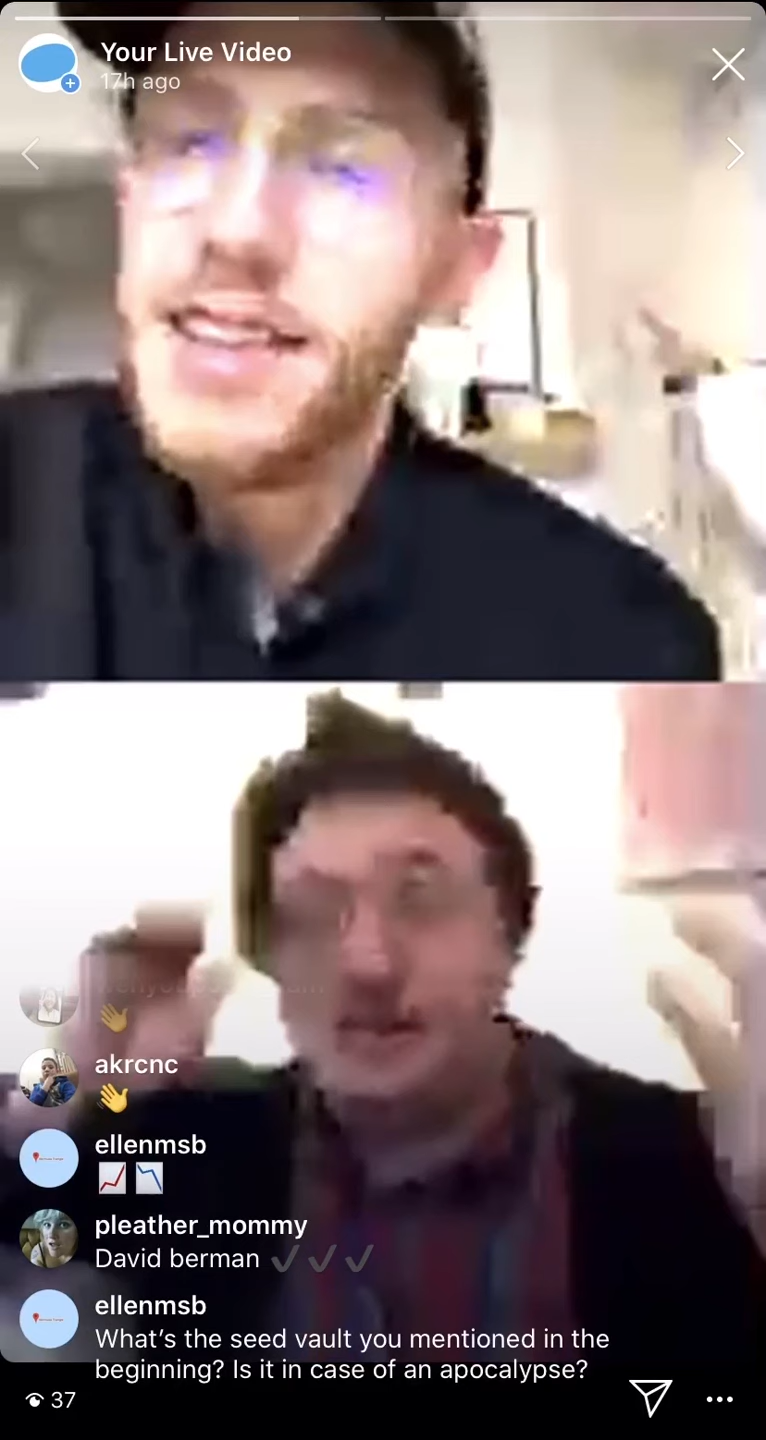 Your Live Video
17h ago
👋
akrcnc
👋
ellenmsb
📈 📉
pleather_mommy
David berman ✓✓✓
ellenmsb
What's the seed vault you mentioned in the
beginning? Is it in case of an apocalypse?
37